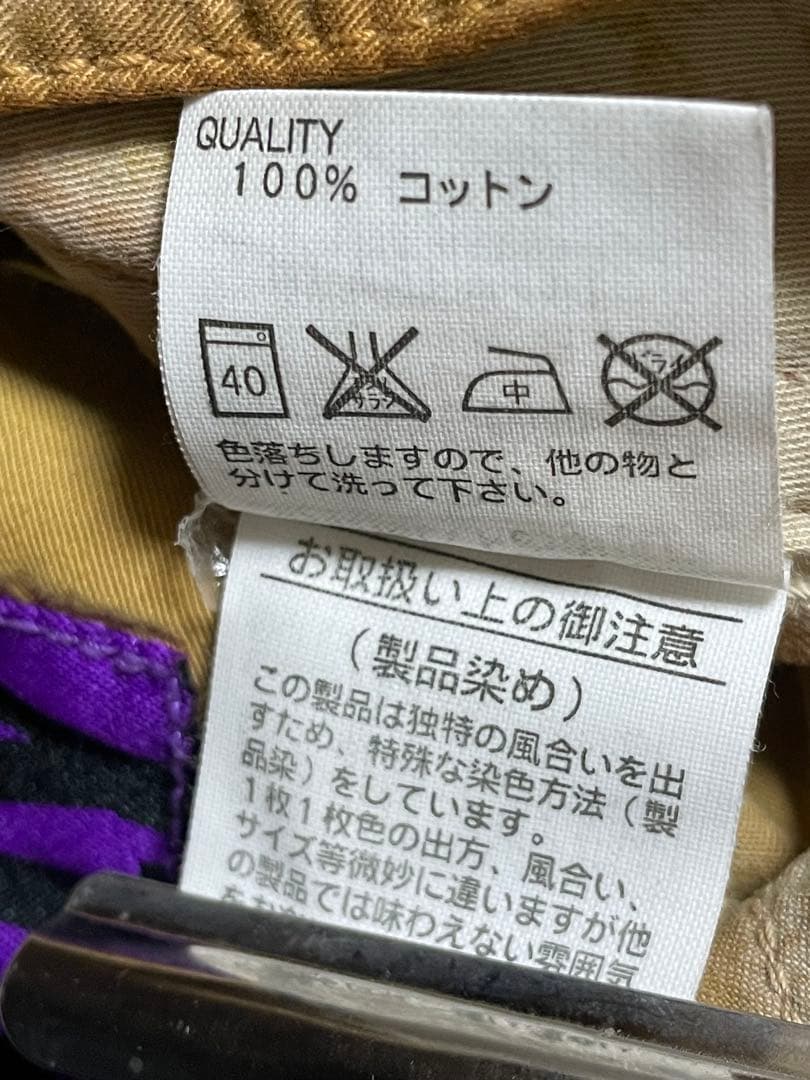 QUALITY
100% コットン
40
中
ドライ
色落ちしますので、他の物と
分けて洗って下さい。
お取扱い上の御注意
(製品染め)
この製品は独特の風合いを出
すため、特殊な染色方法(製
品染)をしています。
1枚1枚色の出方、風合い、
サイズ等微妙に違いますが他
の製品では味わえない雰囲気